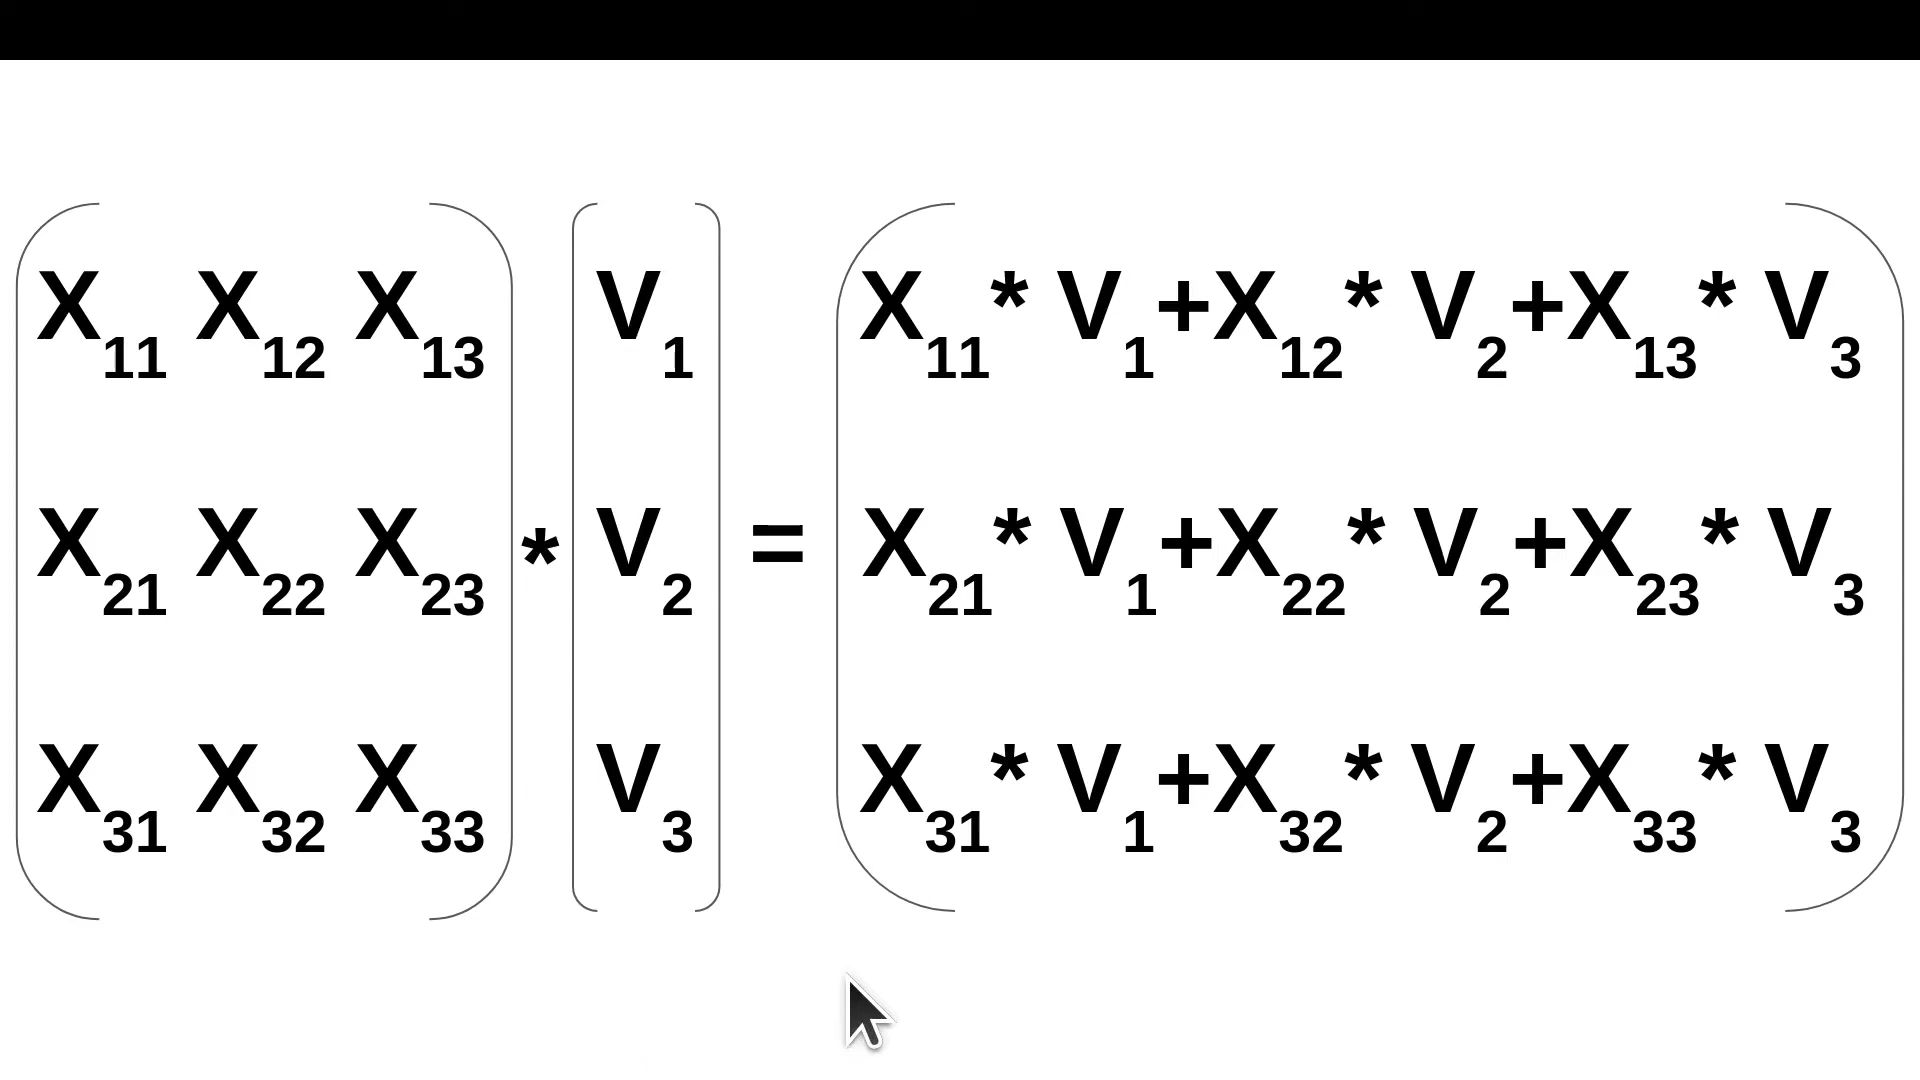 X₁₁ X₁₂ X₁₃ V₁ X₁₁* V₁+X₁₂* V₂+X₁₃* V₃
X₂₁ X₂₂ X₂₃ * V₂ = X₂₁* V₁+X₂₂* V₂+X₂₃* V₃
X₃₁ X₃₂ X₃₃ V₃ X₃₁* V₁+X₃₂* V₂+X₃₃* V₃